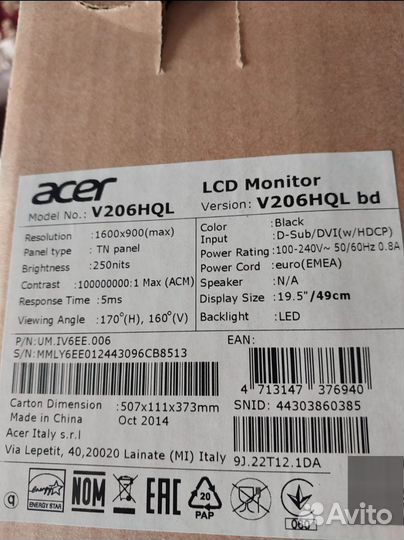 acer
Model No.: V206HQL
LCD Monitor
Version: V206HQL bd
Resolution : 1600x900(max)
Panel type : TN panel
Brightness : 250nits
Contrast : 100000000:1 Max (ACM)
Response Time : 5ms
Viewing Angle : 170°(H), 160°(V)
Color : Black
Input : D-Sub/DVI(w/HDCP)
Power Rating : 100-240V~ 50/60Hz 0.8A
Power Cord : euro(EMEA)
Speaker : N/A
Display Size : 19.5"/49cm
Backlight : LED
P/N:UM.IV6EE.006
S/N:MMLY6EE012443096CB8513
EAN:
4 713147 376940
SNID: 44303860385
Carton Dimension : 507x111x373mm
Made in China Oct 2014
Acer Italy s.r.l
Via Lepetit, 40,20020 Lainate (MI) Italy
9J.22T12.1DA
q
energy
ENERGY STAR
NOM
EAC
20
PAP
060
Avito